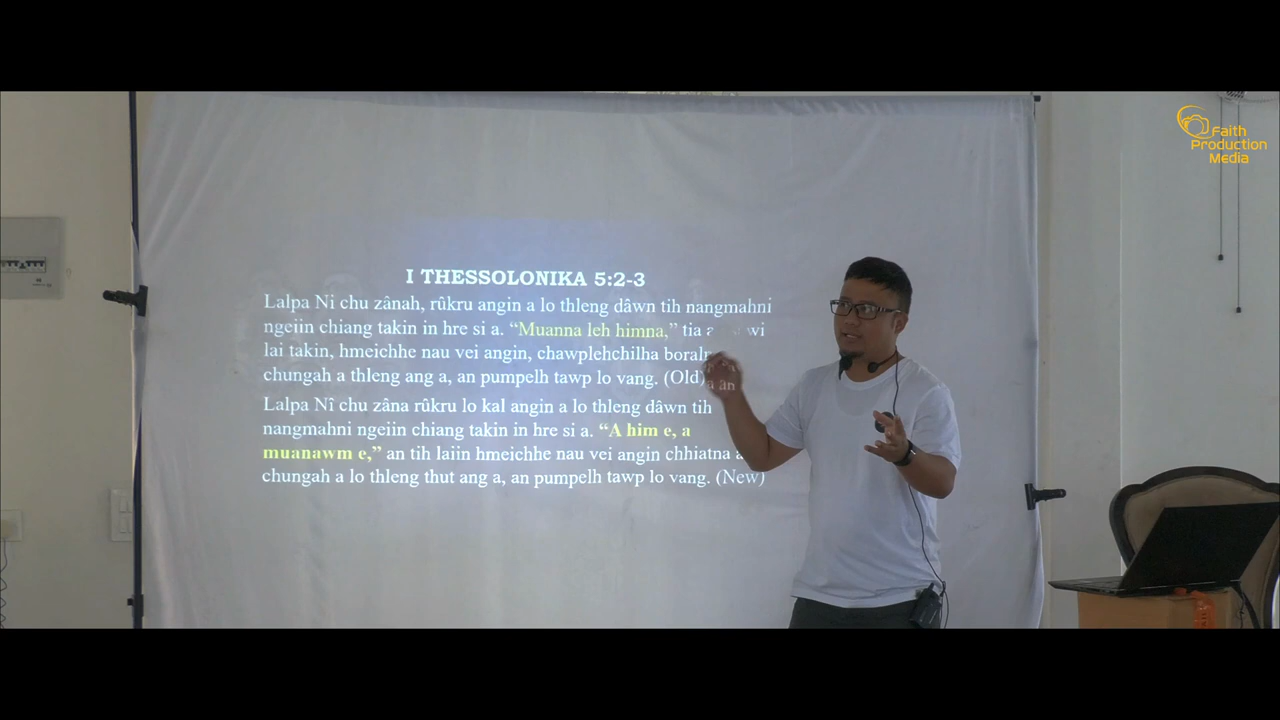 Faith
Production
Media
I THESSOLONIKA 5:2-3
Lalpa Ni chu zânah, rûkru angin a lo thleng dâwn tih nangmahni
ngeiin chiang takin in hre si a. “Muanna leh himna,” tia
lai takin, hmeichhe nau vei angin, chawplehchilha
chungah a thleng ang a, an pumpelh tawp lo vang. (Old)
Lalpa Nî chu zâna rûkru lo kal angin a lo thleng dâwn tih
nangmahni ngeiin chiang takin in hre si a. “A him e, a
muanawm e,” an tih laiin hmeichhe nau vei angin chhiatna
chungah a lo thleng thut ang a, an pumpelh tawp lo vang. (New)